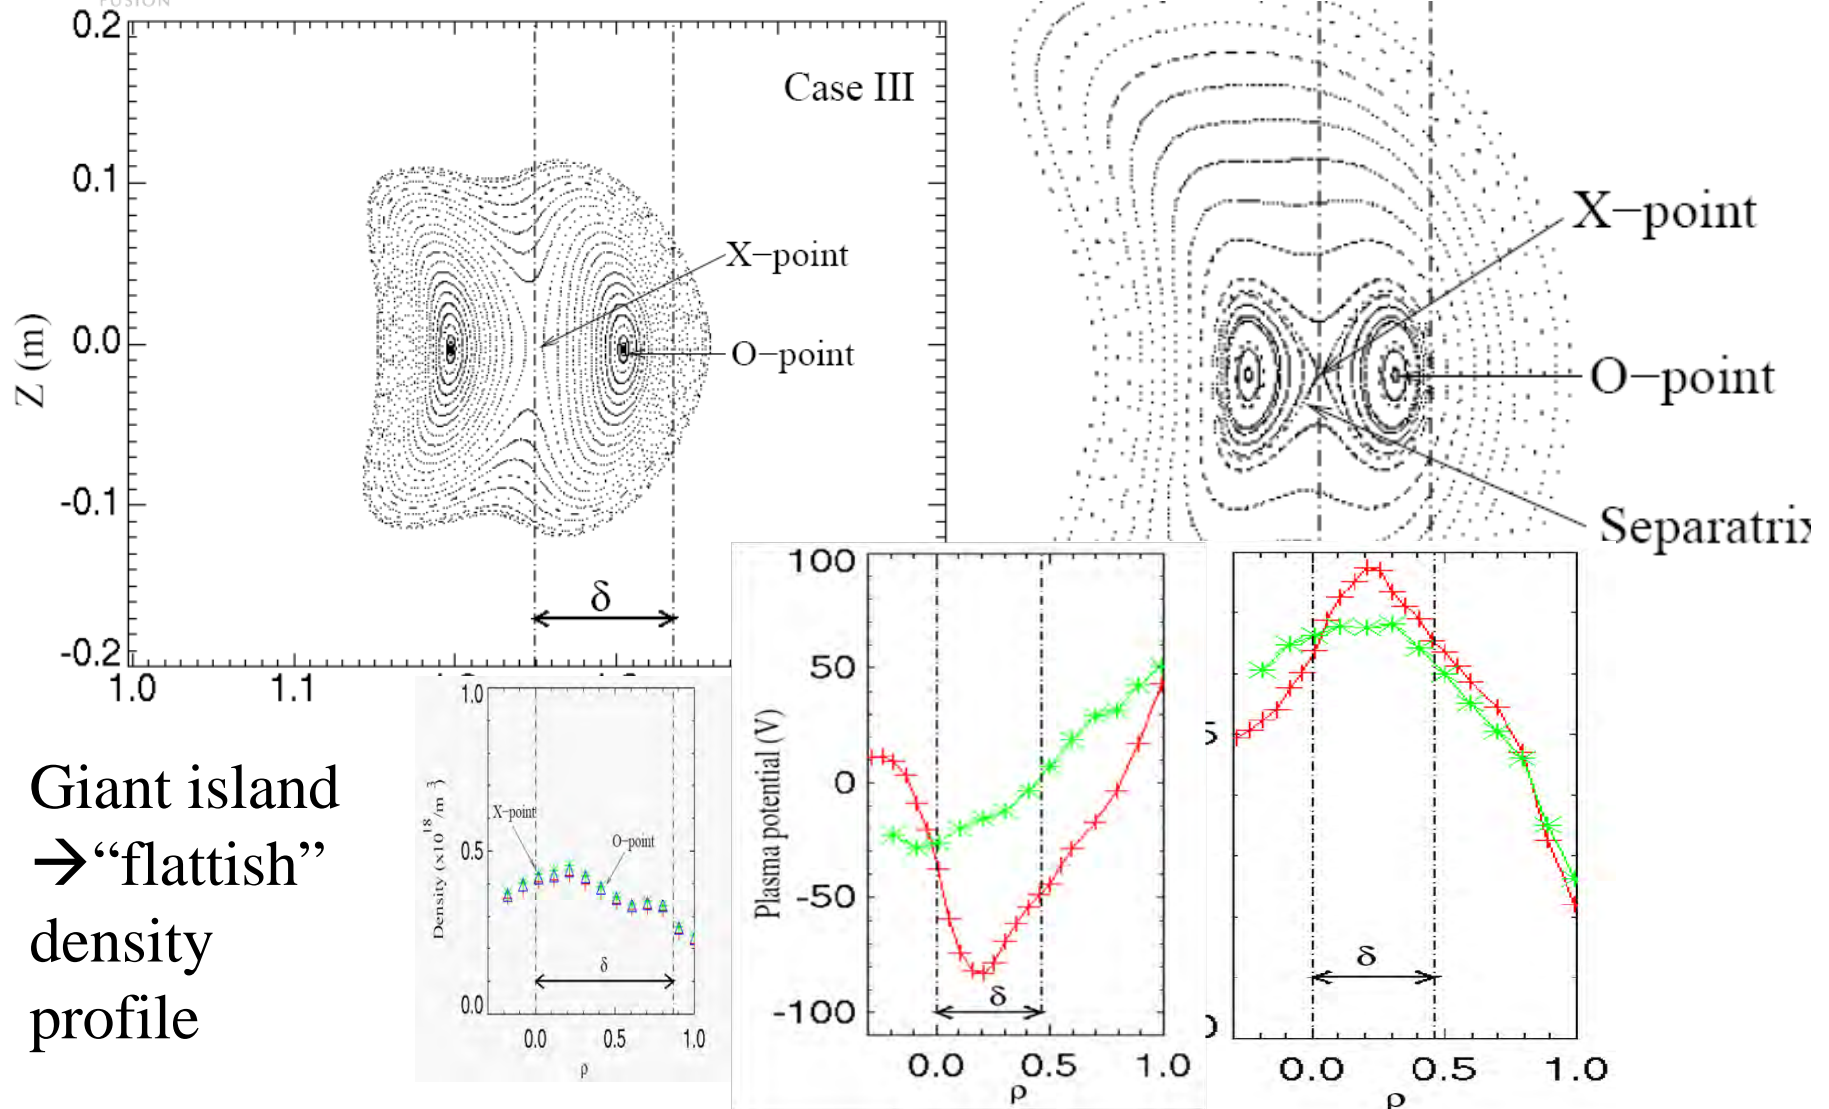 FUSION
0.2
0.1
0.0
-0.1
-0.2
Z (m)
Case III
X–point
O–point
δ
1.0
1.1
X–point
O–point
Separatrix
Giant island
→“flattish”
density
profile
1.0
0.5
0.0
Density (x10^18/m^3)
X–point
O–point
δ
0.0
0.5
1.0
ρ
100
50
0
-50
-100
Plasma potential (V)
δ
0.0
0.5
1.0
ρ
δ
0.0
0.5
1.0
ρ